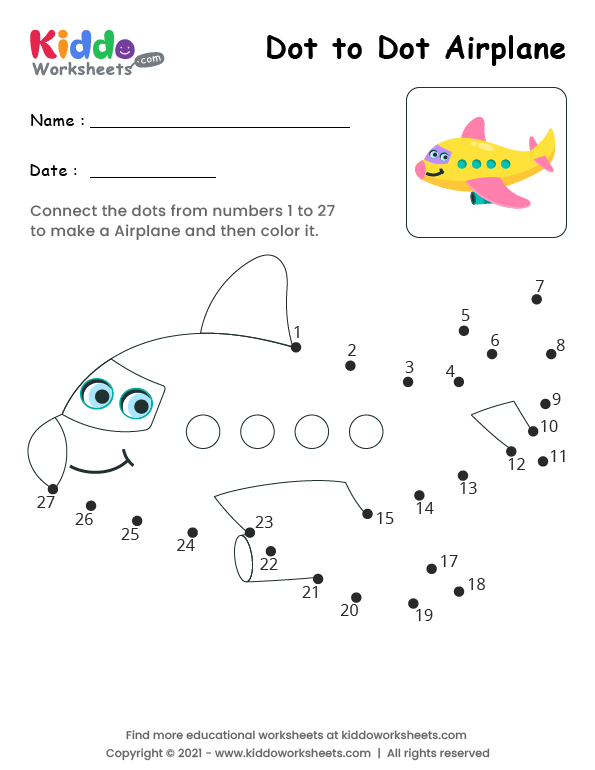 Kiddo
Worksheets .com
Dot to Dot Airplane
Name :
Date :
Connect the dots from numbers 1 to 27
to make a Airplane and then color it.
7
5
1
6
8
2
3
4
9
10
11
12
13
27
14
26
15
23
25
24
22
17
21
18
20
19
Find more educational worksheets at kiddoworksheets.com
Copyright © 2021 - www.kiddoworksheets.com | All rights reserved